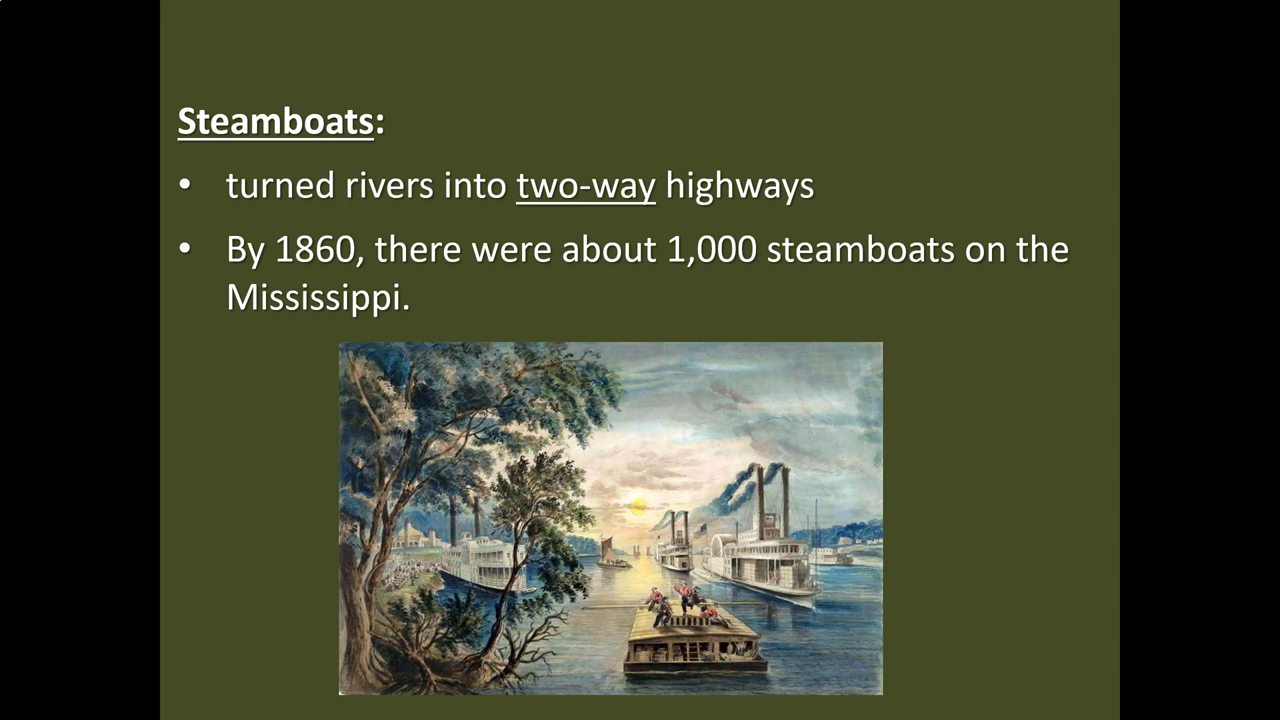 Steamboats:
• turned rivers into two-way highways
• By 1860, there were about 1,000 steamboats on the
Mississippi.